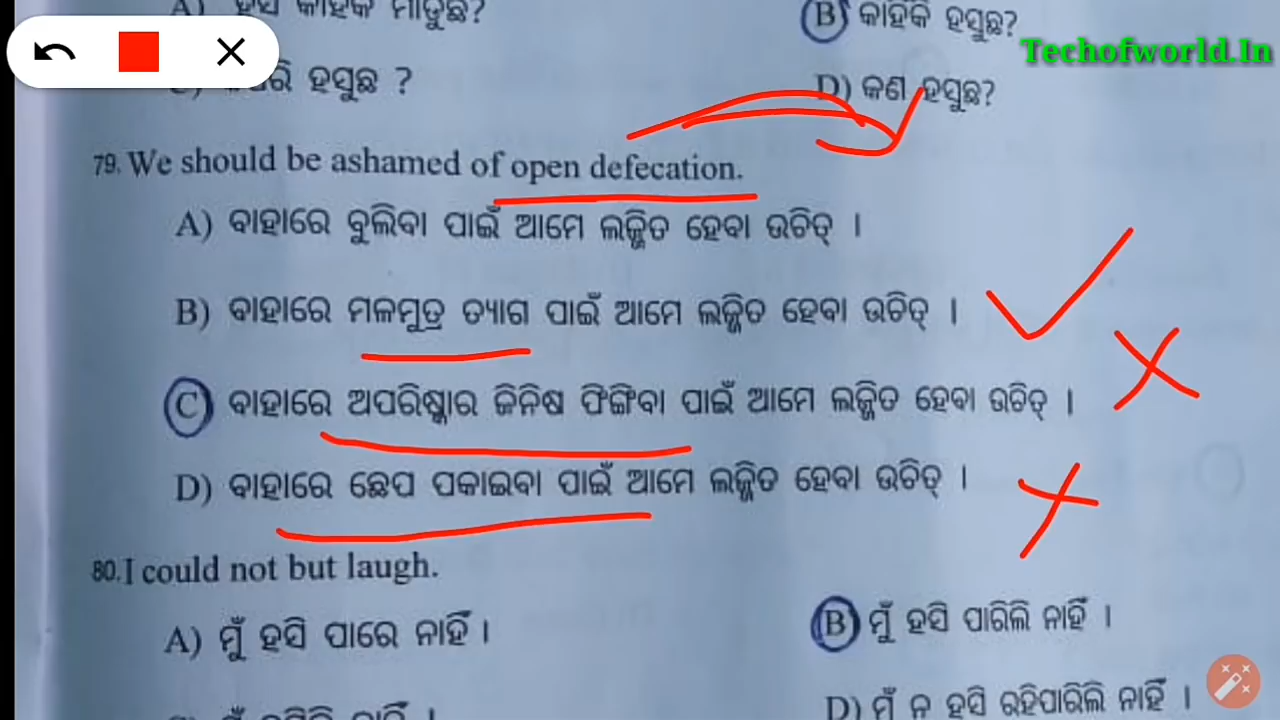 A) ହସି କାହିଁକି ମାଡୁଛି?
B) କାହିଁକି ହସୁଛ?
Techofworld.In
ହସୁଛ ?
D) କଣ ହସୁଛ?
79. We should be ashamed of open defecation.
A) ବାହାରେ ବୁଲିବା ପାଇଁ ଆମେ ଲଜ୍ଜିତ ହେବା ଉଚିତ୍ ।
B) ବାହାରେ ମଳମୁତ୍ର ତ୍ୟାଗ ପାଇଁ ଆମେ ଲଜ୍ଜିତ ହେବା ଉଚିତ୍ ।
C) ବାହାରେ ଅପରିଷ୍କାର ଜିନିଷ ଫିଙ୍ଗିବା ପାଇଁ ଆମେ ଲଜ୍ଜିତ ହେବା ଉଚିତ୍ ।
D) ବାହାରେ ଛେପ ପକାଇବା ପାଇଁ ଆମେ ଲଜ୍ଜିତ ହେବା ଉଚିତ୍ ।
80. I could not but laugh.
A) ମୁଁ ହସି ପାରେ ନାହିଁ ।
B) ମୁଁ ହସି ପାରିଲି ନାହିଁ ।
D) ମୁଁ ନ ହସି ରହିପାରିଲି ନାହିଁ ।